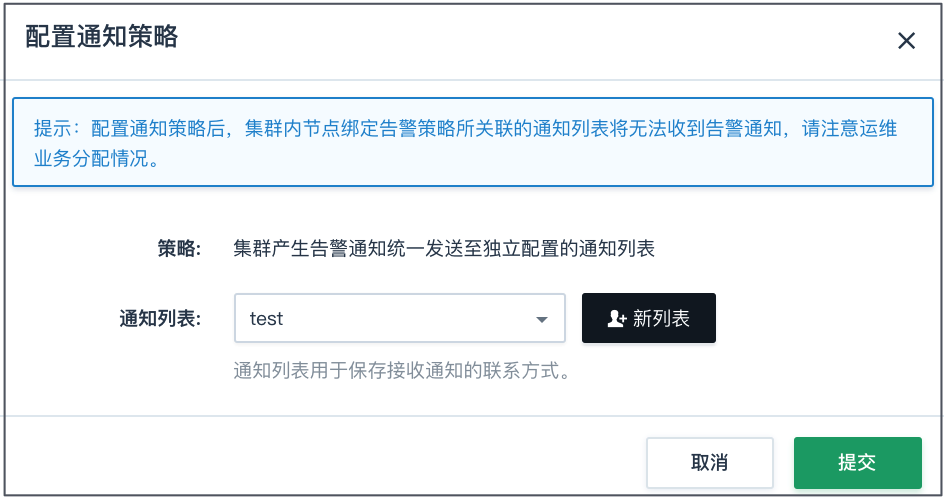 配置通知策略
提示：配置通知策略后，集群内节点绑定告警策略所关联的通知列表将无法收到告警通知，请注意运维
业务分配情况。
策略: 集群产生告警通知统一发送至独立配置的通知列表
通知列表: test 新列表
通知列表用于保存接收通知的联系方式。
取消 提交